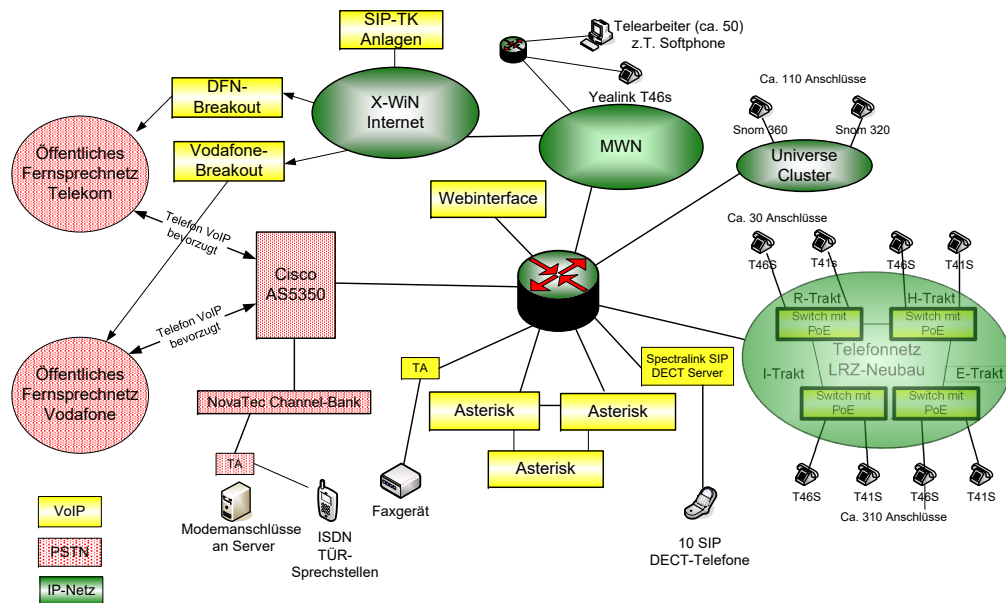 SIP-TK
Anlagen
Telearbeiter (ca. 50)
z.T. Softphone
DFN-
Breakout
X-WiN
Internet
Yealink T46s
Ca. 110 Anschlüsse
Snom 360
Snom 320
Öffentliches
Fernsprechnetz
Telekom
Vodafone-
Breakout
MWN
Universe
Cluster
Webinterface
Telefon VoIP
bevorzugt
Cisco
AS5350
Ca. 30 Anschlüsse
T46S
T41s
T46S
T41S
R-Trakt
H-Trakt
Switch mit
PoE
Switch mit
PoE
Telefonnetz
LRZ-Neubau
I-Trakt
E-Trakt
Switch mit
PoE
Switch mit
PoE
T46S
T41S
T46S
T41S
Ca. 310 Anschlüsse
Telefon VoIP
bevorzugt
Öffentliches
Fernsprechnetz
Vodafone
TA
Spectralink SIP
DECT Server
NovaTec Channel-Bank
Asterisk
Asterisk
Asterisk
TA
Faxgerät
Modemanschlüsse
an Server
ISDN
TÜR-
Sprechstellen
10 SIP
DECT-Telefone
VoIP
PSTN
IP-Netz